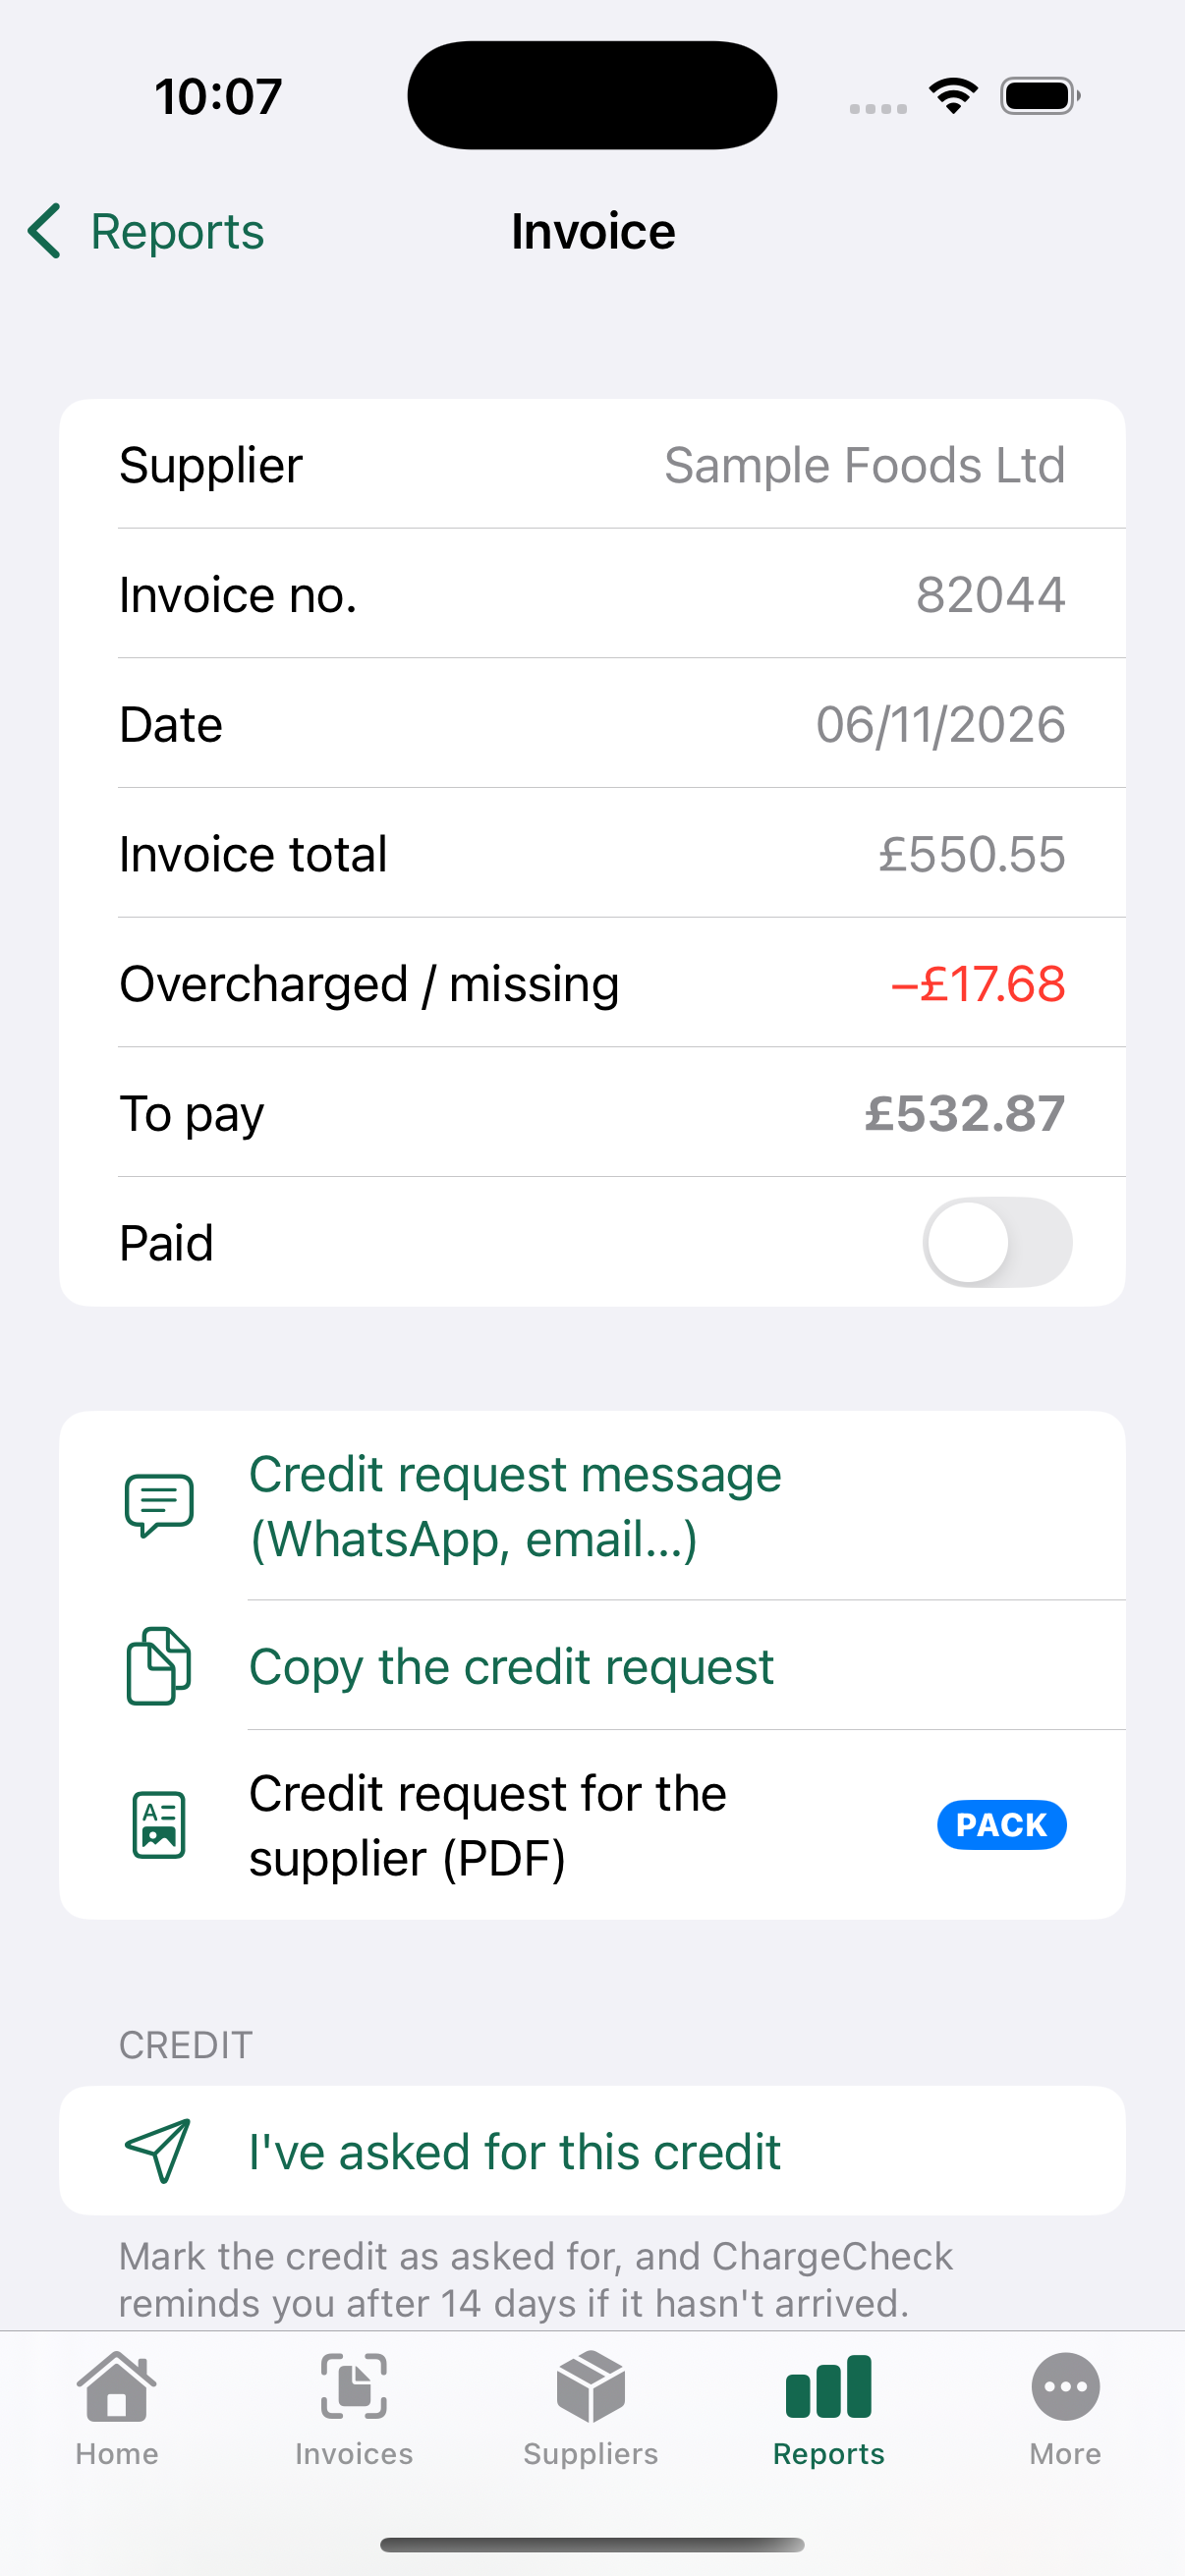 10:07
Reports
Invoice
Supplier Sample Foods Ltd
Invoice no. 82044
Date 06/11/2026
Invoice total £550.55
Overcharged / missing –£17.68
To pay £532.87
Paid
Credit request message
(WhatsApp, email...)
Copy the credit request
Credit request for the
supplier (PDF)
PACK
CREDIT
I've asked for this credit
Mark the credit as asked for, and ChargeCheck
reminds you after 14 days if it hasn't arrived.
Home Invoices Suppliers Reports More